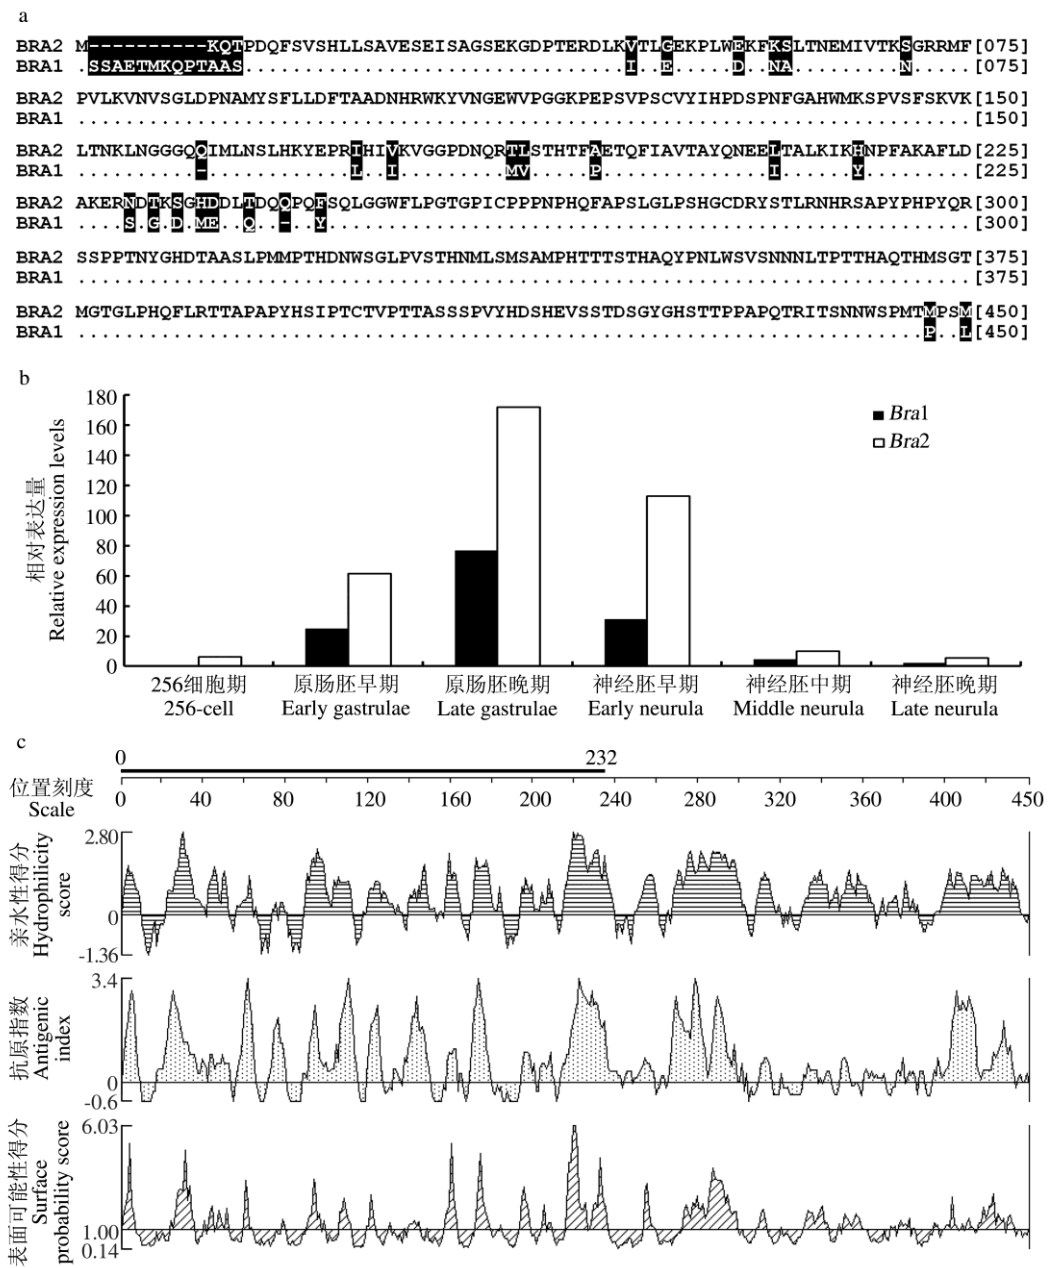 a
BRA2 M----------KQTPDQFSVSHLLSAVESEISAGSEKGDPTERDLKVTLGEKPLWEKFKSLTNEMIVTKSGRRMF[075]
BRA1 .SSAETMKQPTAAS................................I..E.....D..NA.........N.....[075]
BRA2 PVLKVNVSGLDPNAMYSFLLDFTAADNHRWKYVNGEWVPGGKPEPSVPSCVYIHPDSPNFGAHWMKSPVSFSKVK[150]
BRA1 ...........................................................................[150]
BRA2 LTNKLNGGGQQIMLNSLHKYEPRIHIVKVGGPDNQRTLSTHTFAETQFIAVTAYQNEELTALKIKHNPFAKAFLD[225]
BRA1 ..........-............L..I.........MV.....P..............I......Y.........[225]
BRA2 AKERNDTKSGHDDLTDQQPQFSQLGGWFLPGTGPICPPPNPHQFAPSLGLPSHGCDRYSTLRNHRSAPYPHPYQR[300]
BRA1 ....S.G.D.ME..Q..-..Y......................................................[300]
BRA2 SSPPTNYGHDTAASLPMMPTHDNWSGLPVSTHNMLSMSAMPHTTTSTHAQYPNLWSVSNNNLTPTTHAQTHMSGT[375]
BRA1 ...........................................................................[375]
BRA2 MGTGLPHQFLRTTAPAPYHSIPTCTVPTTASSSPVYHDSHEVSSTDSGYGHSTTPPAPQTRITSNNWSPMTMPSM[450]
BRA1 .......................................................................P..L[450]
b
相对表达量
Relative expression levels
180
160
140
120
100
80
60
40
20
0
Bra1
Bra2
256细胞期 原肠胚早期 原肠胚晚期 神经胚早期 神经胚中期 神经胚晚期
256-cell Early gastrulae Late gastrulae Early neurula Middle neurula Late neurula
c
0 232
位置刻度
Scale
0 40 80 120 160 200 240 280 320 360 400 450
亲水性得分
Hydrophilicity
score
2.80
0
-1.36
抗原指数
Antigenic
index
3.4
0
-0.6
表面可能性得分
Surface
probability score
6.03
1.00
0.14